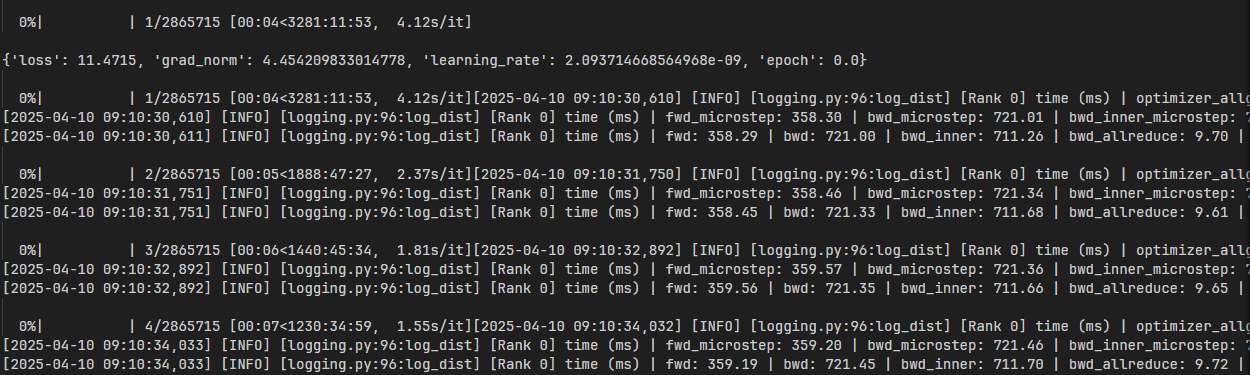 0%|          | 1/2865715 [00:04<3281:11:53,  4.12s/it]
{'loss': 11.4715, 'grad_norm': 4.454209833014778, 'learning_rate': 2.093714668564968e-09, 'epoch': 0.0}
0%|          | 1/2865715 [00:04<3281:11:53,  4.12s/it][2025-04-10 09:10:30,610] [INFO] [logging.py:96:log_dist] [Rank 0] time (ms) | optimizer_allg
[2025-04-10 09:10:30,610] [INFO] [logging.py:96:log_dist] [Rank 0] time (ms) | fwd_microstep: 358.30 | bwd_microstep: 721.01 | bwd_inner_microstep: 7
[2025-04-10 09:10:30,611] [INFO] [logging.py:96:log_dist] [Rank 0] time (ms) | fwd: 358.29 | bwd: 721.00 | bwd_inner: 711.26 | bwd_allreduce: 9.70 |
0%|          | 2/2865715 [00:05<1888:47:27,  2.37s/it][2025-04-10 09:10:31,750] [INFO] [logging.py:96:log_dist] [Rank 0] time (ms) | optimizer_allg
[2025-04-10 09:10:31,751] [INFO] [logging.py:96:log_dist] [Rank 0] time (ms) | fwd_microstep: 358.46 | bwd_microstep: 721.34 | bwd_inner_microstep: 7
[2025-04-10 09:10:31,751] [INFO] [logging.py:96:log_dist] [Rank 0] time (ms) | fwd: 358.45 | bwd: 721.33 | bwd_inner: 711.68 | bwd_allreduce: 9.61 |
0%|          | 3/2865715 [00:06<1440:45:34,  1.81s/it][2025-04-10 09:10:32,892] [INFO] [logging.py:96:log_dist] [Rank 0] time (ms) | optimizer_allg
[2025-04-10 09:10:32,892] [INFO] [logging.py:96:log_dist] [Rank 0] time (ms) | fwd_microstep: 359.57 | bwd_microstep: 721.36 | bwd_inner_microstep: 7
[2025-04-10 09:10:32,892] [INFO] [logging.py:96:log_dist] [Rank 0] time (ms) | fwd: 359.56 | bwd: 721.35 | bwd_inner: 711.66 | bwd_allreduce: 9.65 |
0%|          | 4/2865715 [00:07<1230:34:59,  1.55s/it][2025-04-10 09:10:34,032] [INFO] [logging.py:96:log_dist] [Rank 0] time (ms) | optimizer_allg
[2025-04-10 09:10:34,033] [INFO] [logging.py:96:log_dist] [Rank 0] time (ms) | fwd_microstep: 359.20 | bwd_microstep: 721.46 | bwd_inner_microstep: 7
[2025-04-10 09:10:34,033] [INFO] [logging.py:96:log_dist] [Rank 0] time (ms) | fwd: 359.19 | bwd: 721.45 | bwd_inner: 711.70 | bwd_allreduce: 9.72 |